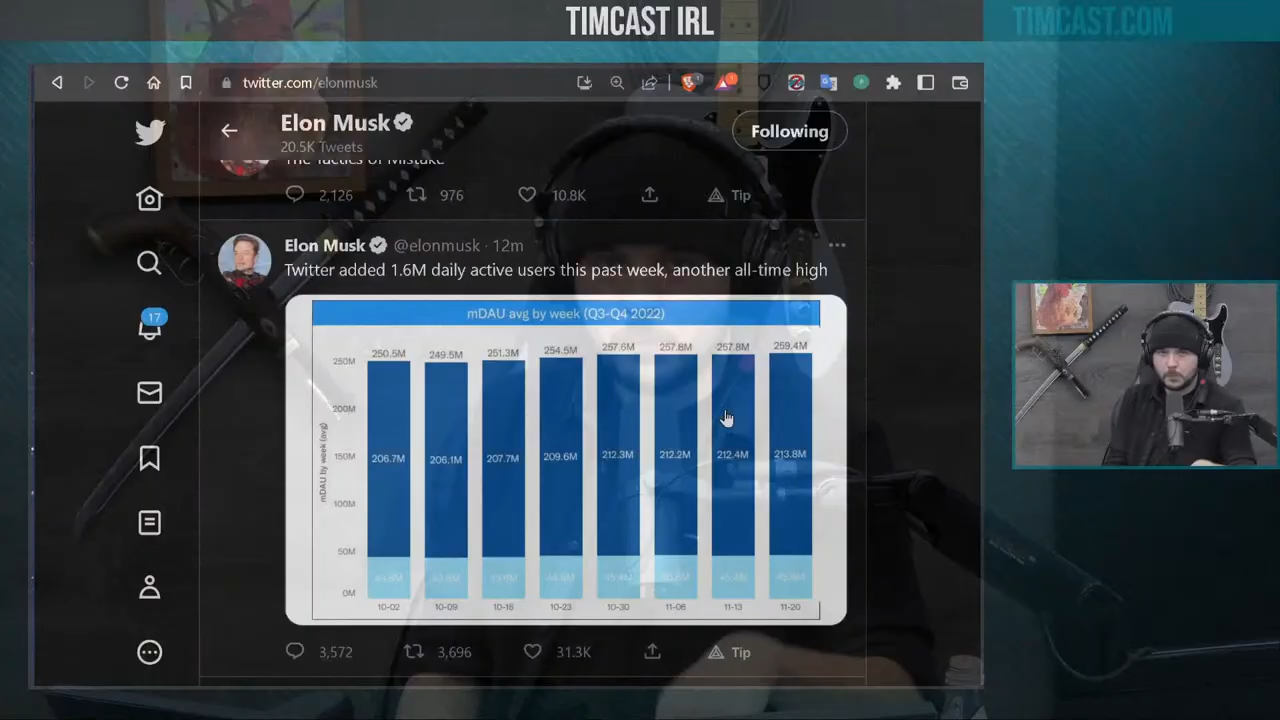 TIMCAST IRL
TIMCAST.COM
twitter.com/elonmusk
Elon Musk
20.5K Tweets
Following
The Tactics of Mistake
2,126 976 10.8K Tip
Elon Musk @elonmusk · 12m
Twitter added 1.6M daily active users this past week, another all-time high
17
mDAU avg by week (Q3-Q4 2022)
250.5M 249.5M 251.3M 254.5M 257.6M 257.8M 257.8M 259.4M
250M
200M
mDAU by week (avg)
150M 206.7M 206.1M 207.7M 209.6M 212.3M 212.2M 212.4M 213.8M
100M
50M
0M
10-02 10-09 10-16 10-23 10-30 11-06 11-13 11-20
3,572 3,696 31.3K Tip